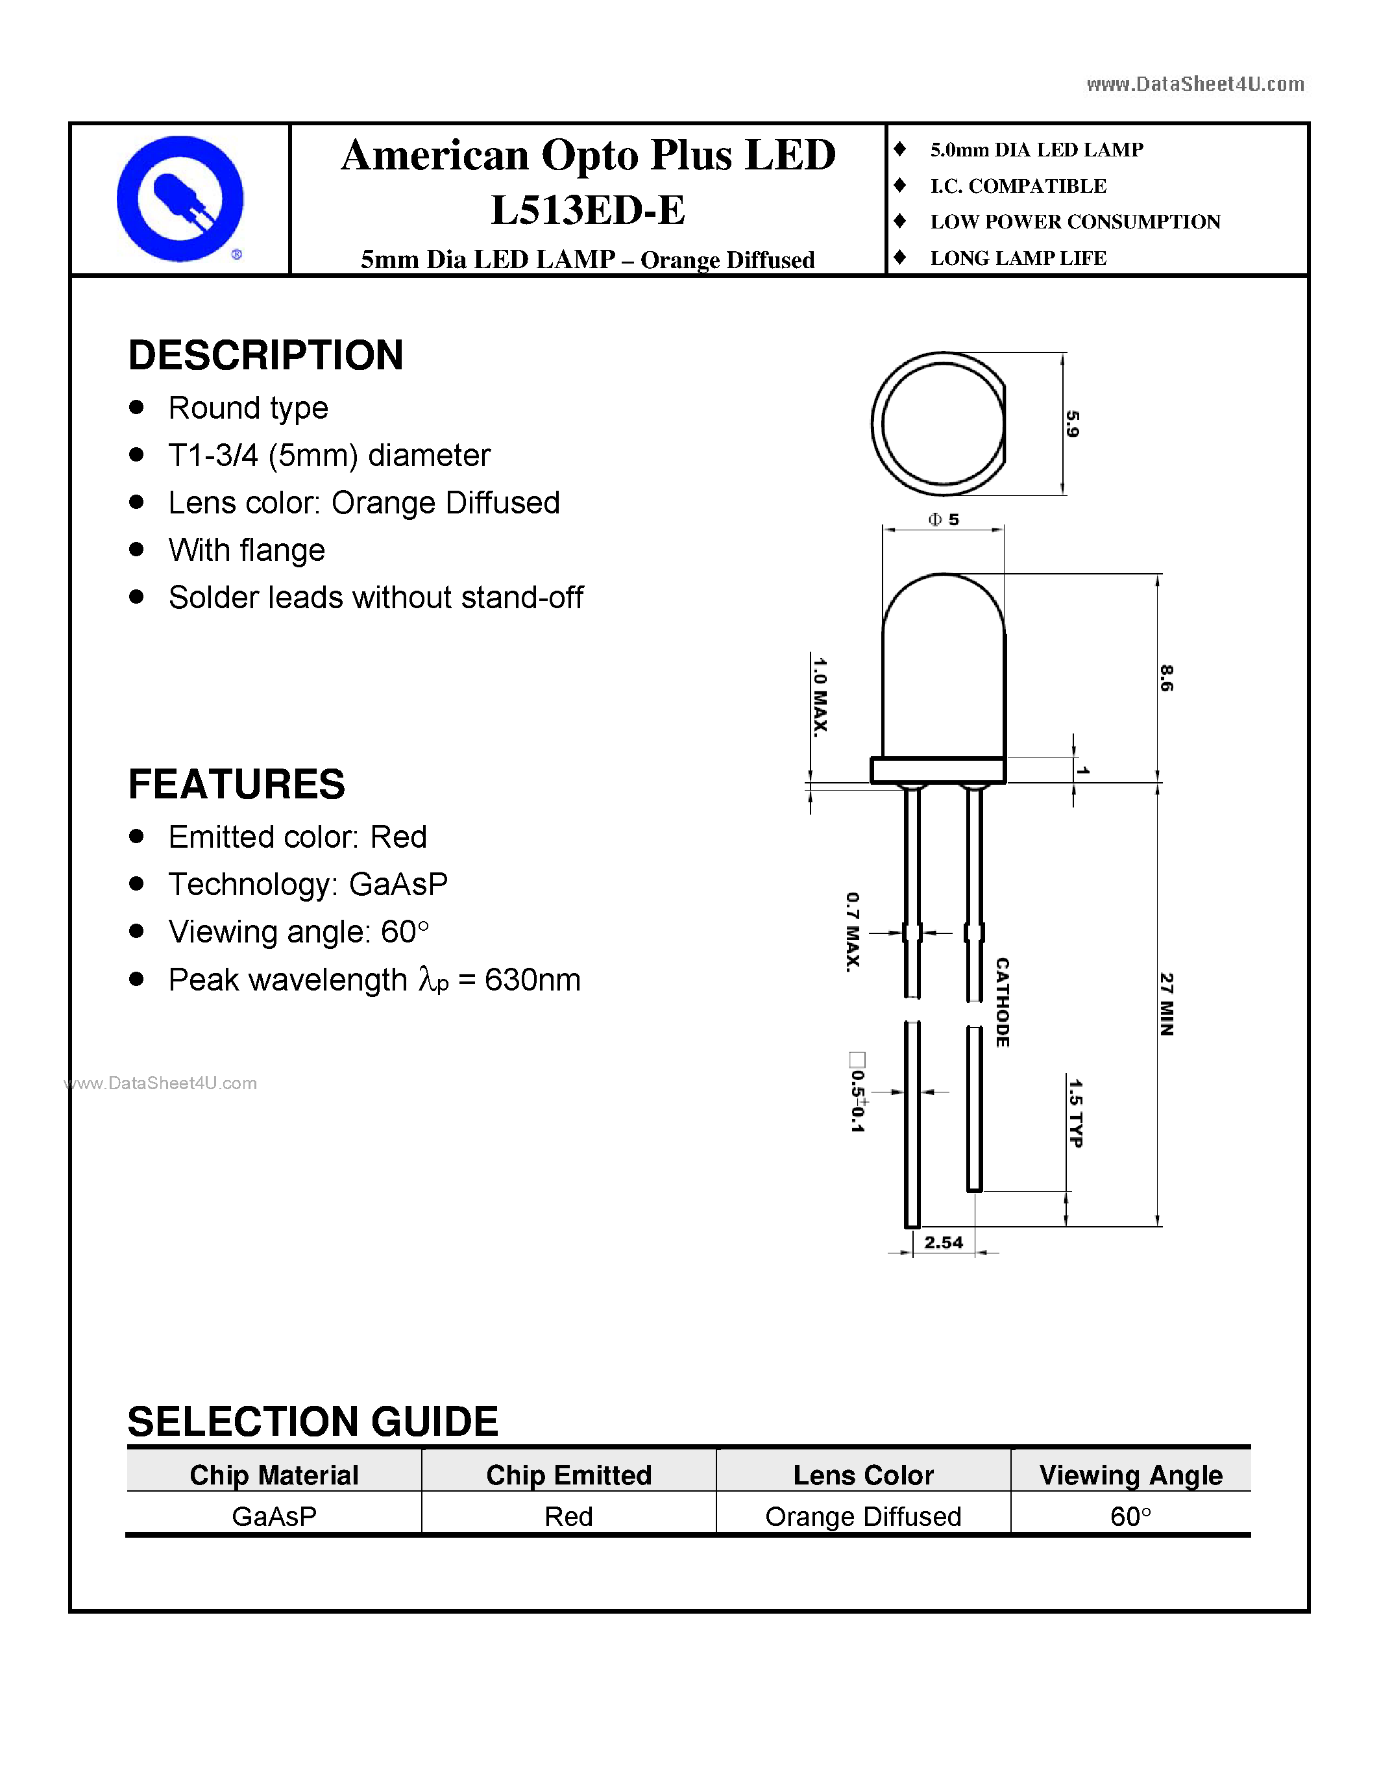 www.DataSheet4U.com
American Opto Plus LED
L513ED-E
5mm Dia LED LAMP – Orange Diffused
♦ 5.0mm DIA LED LAMP
♦ I.C. COMPATIBLE
♦ LOW POWER CONSUMPTION
♦ LONG LAMP LIFE
®
DESCRIPTION
● Round type
● T1-3/4 (5mm) diameter
● Lens color: Orange Diffused
● With flange
● Solder leads without stand-off
FEATURES
● Emitted color: Red
● Technology: GaAsP
● Viewing angle: 60°
● Peak wavelength λp = 630nm
www.DataSheet4U.com
5.9
Φ 5
1.0 MAX.
8.6
1
0.7 MAX.
CATHODE
27 MIN
□0.5±0.1
1.5 TYP
2.54
SELECTION GUIDE
Chip Material Chip Emitted Lens Color Viewing Angle
GaAsP Red Orange Diffused 60°